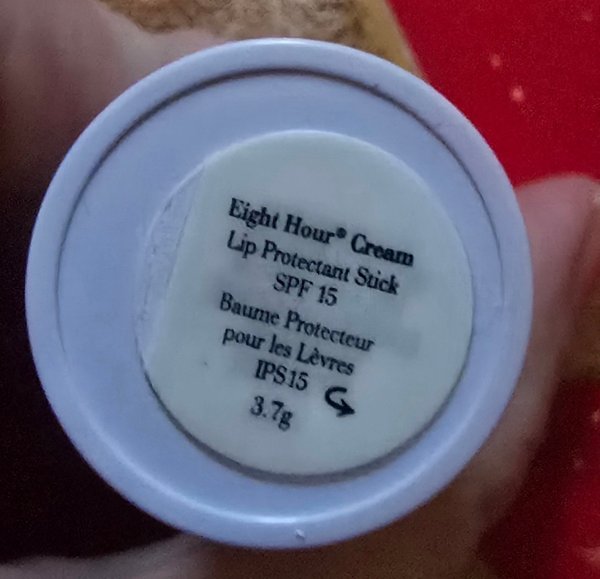 Eight Hour® Cream
Lip Protectant Stick
SPF 15
Baume Protecteur
pour les Lèvres
IPS15
3.7g